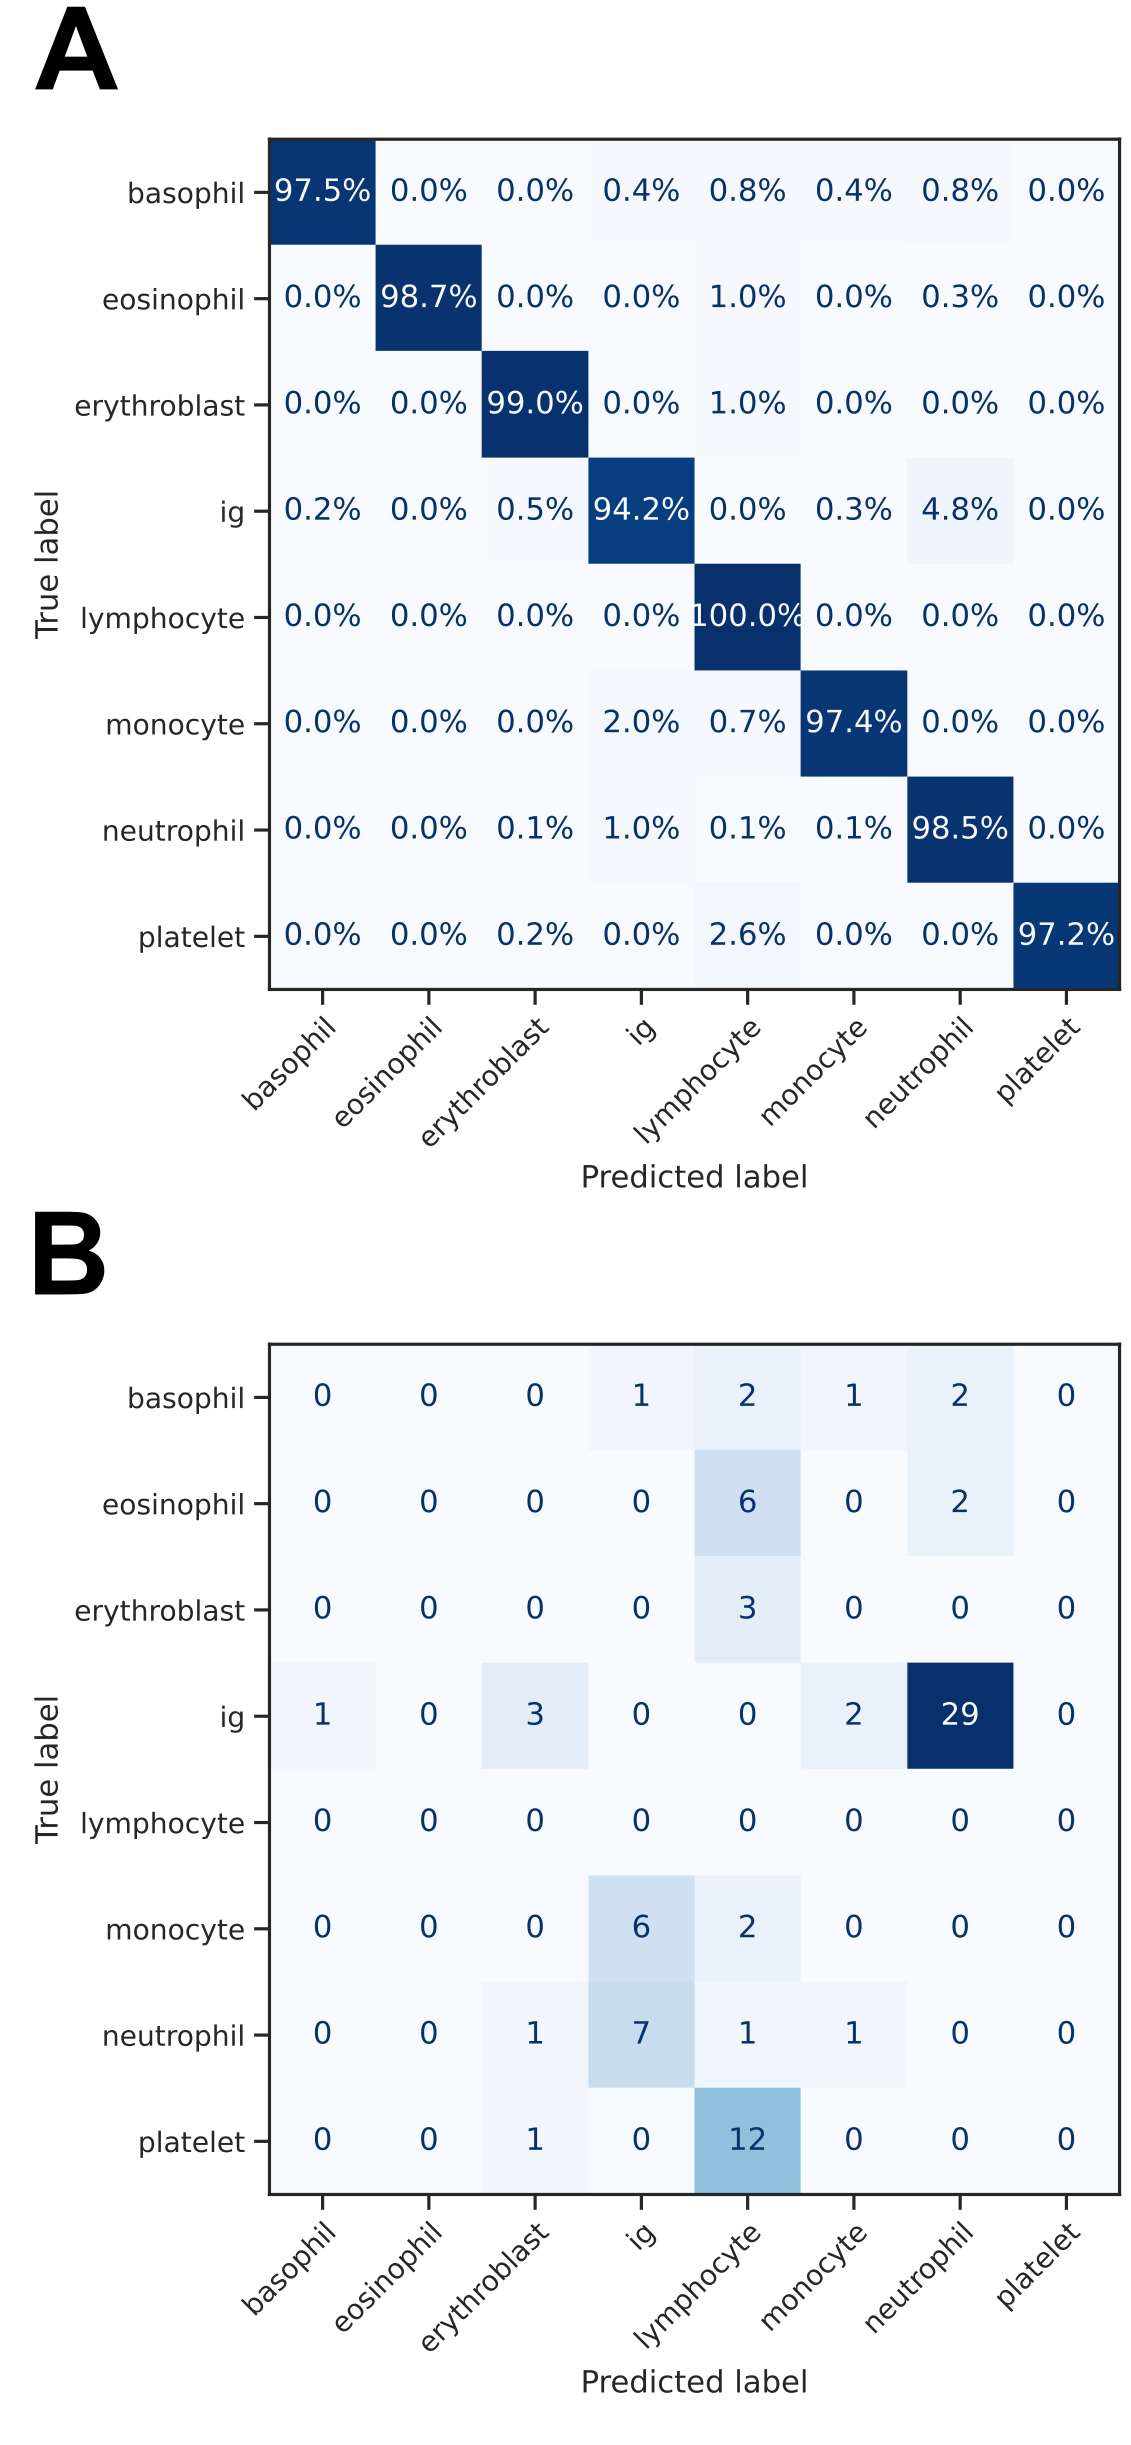 A
basophil 97.5% 0.0% 0.0% 0.4% 0.8% 0.4% 0.8% 0.0%
eosinophil 0.0% 98.7% 0.0% 0.0% 1.0% 0.0% 0.3% 0.0%
erythroblast 0.0% 0.0% 99.0% 0.0% 1.0% 0.0% 0.0% 0.0%
ig 0.2% 0.0% 0.5% 94.2% 0.0% 0.3% 4.8% 0.0%
True label
lymphocyte 0.0% 0.0% 0.0% 0.0% 100.0% 0.0% 0.0% 0.0%
monocyte 0.0% 0.0% 0.0% 2.0% 0.7% 97.4% 0.0% 0.0%
neutrophil 0.0% 0.0% 0.1% 1.0% 0.1% 0.1% 98.5% 0.0%
platelet 0.0% 0.0% 0.2% 0.0% 2.6% 0.0% 0.0% 97.2%
basophil eosinophil erythroblast ig lymphocyte monocyte neutrophil platelet
Predicted label
B
basophil 0 0 0 1 2 1 2 0
eosinophil 0 0 0 0 6 0 2 0
erythroblast 0 0 0 0 3 0 0 0
ig 1 0 3 0 0 2 29 0
True label
lymphocyte 0 0 0 0 0 0 0 0
monocyte 0 0 0 6 2 0 0 0
neutrophil 0 0 1 7 1 1 0 0
platelet 0 0 1 0 12 0 0 0
basophil eosinophil erythroblast ig lymphocyte monocyte neutrophil platelet
Predicted label